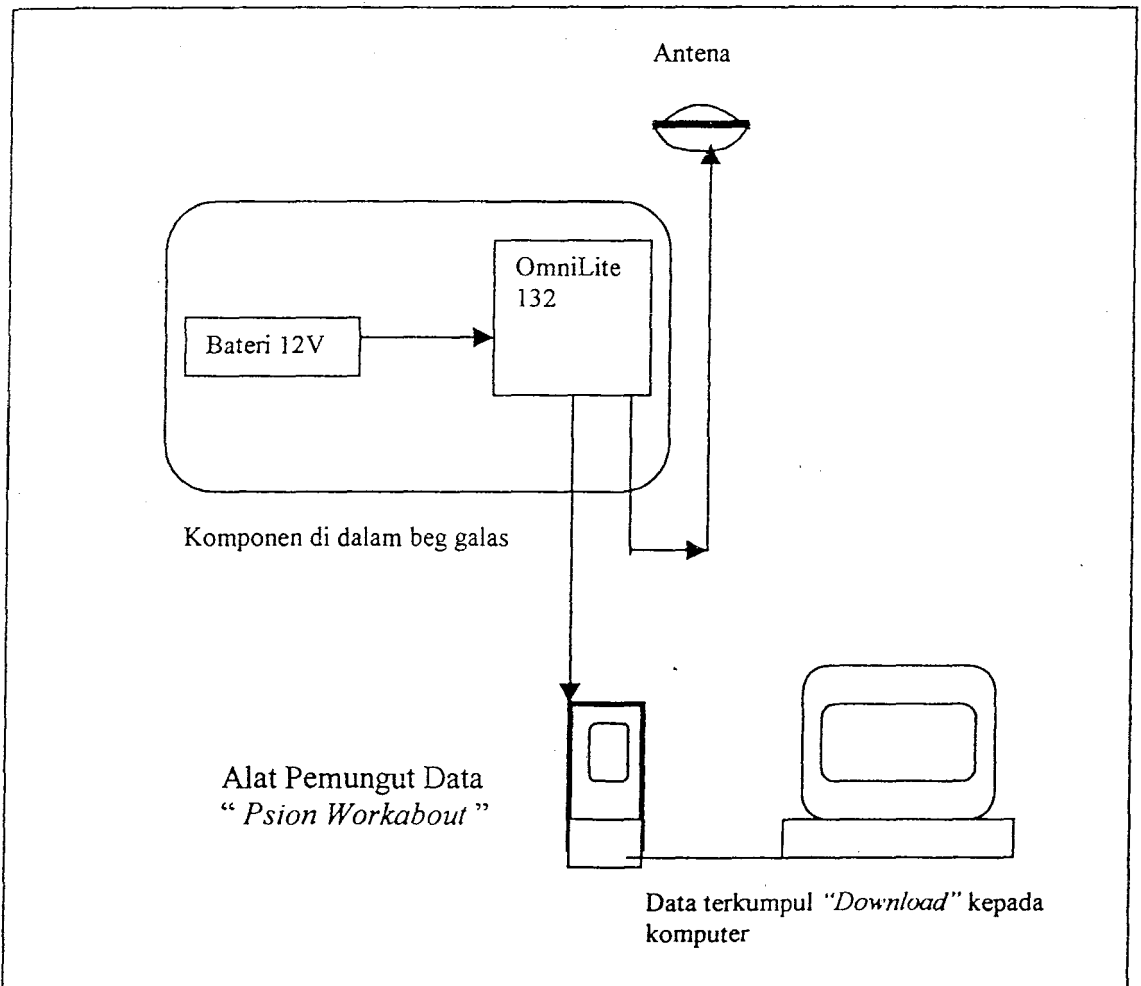 Antena
OmniLite
132
Bateri 12V
Komponen di dalam beg galas
Alat Pemungut Data
“ Psion Workabout ”
Data terkumpul “Download” kepada
komputer